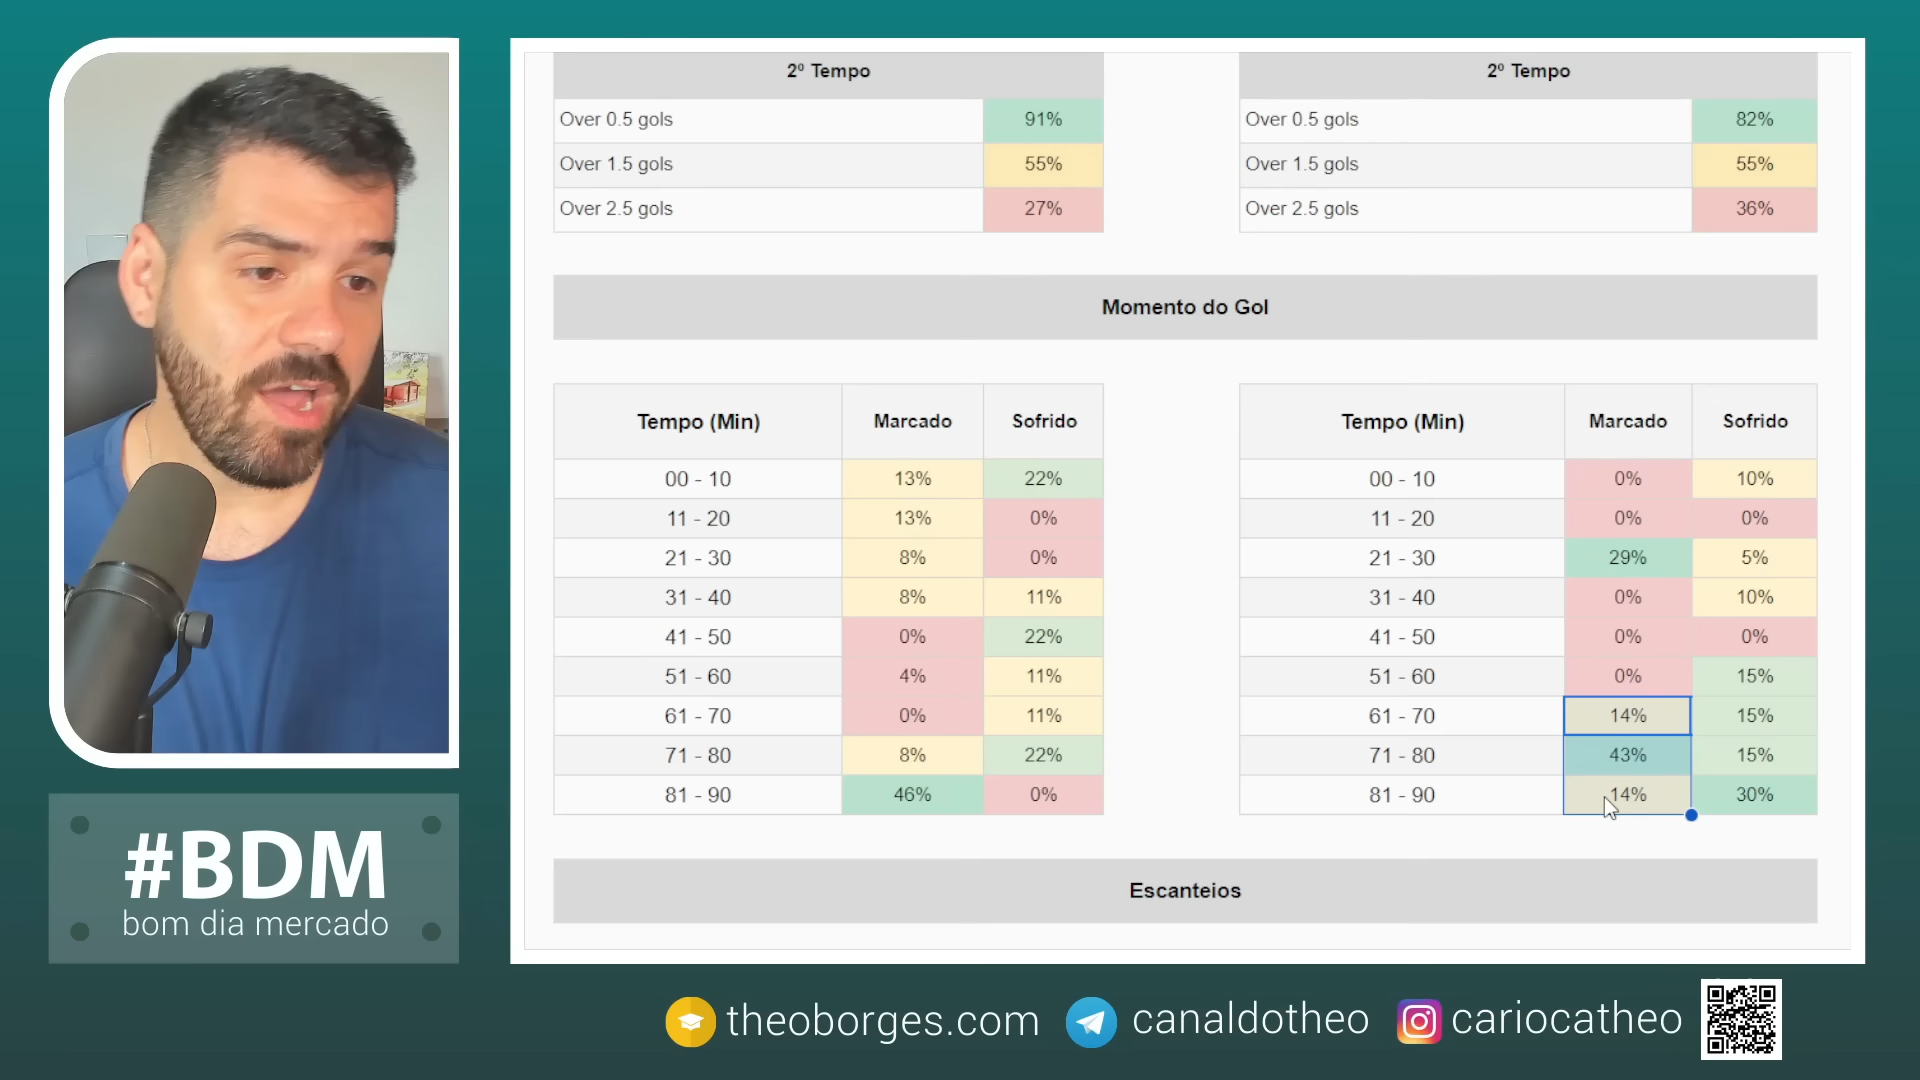 2º Tempo
Over 0.5 gols 91%
Over 1.5 gols 55%
Over 2.5 gols 27%
2º Tempo
Over 0.5 gols 82%
Over 1.5 gols 55%
Over 2.5 gols 36%
Momento do Gol
Tempo (Min) Marcado Sofrido
00 - 10 13% 22%
11 - 20 13% 0%
21 - 30 8% 0%
31 - 40 8% 11%
41 - 50 0% 22%
51 - 60 4% 11%
61 - 70 0% 11%
71 - 80 8% 22%
81 - 90 46% 0%
Tempo (Min) Marcado Sofrido
00 - 10 0% 10%
11 - 20 0% 0%
21 - 30 29% 5%
31 - 40 0% 10%
41 - 50 0% 0%
51 - 60 0% 15%
61 - 70 14% 15%
71 - 80 43% 15%
81 - 90 14% 30%
Escanteios
#BDM
bom dia mercado
theoborges.com
canaldotheo
cariocatheo